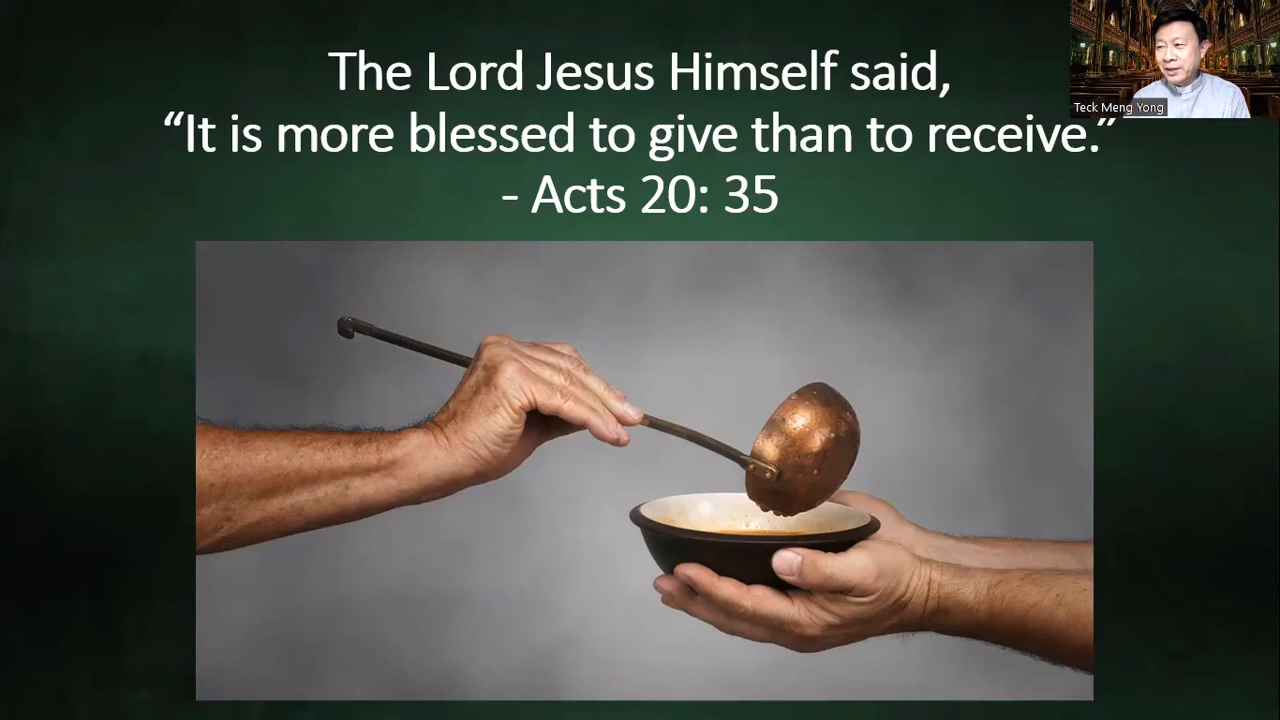 The Lord Jesus Himself said,
“It is more blessed to give than to receive.”
- Acts 20: 35
Teck Meng Yong